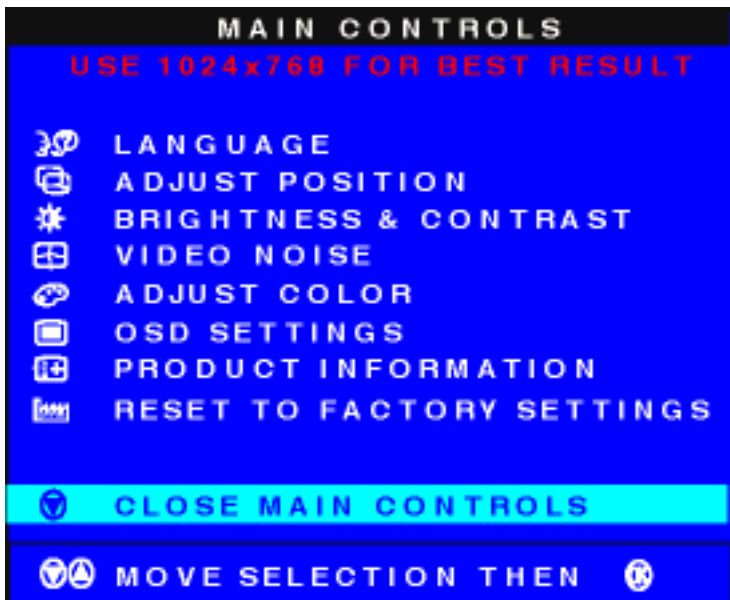 MAIN CONTROLS
USE 1024x768 FOR BEST RESULT
LANGUAGE
ADJUST POSITION
BRIGHTNESS & CONTRAST
VIDEO NOISE
ADJUST COLOR
OSD SETTINGS
PRODUCT INFORMATION
RESET TO FACTORY SETTINGS
CLOSE MAIN CONTROLS
MOVE SELECTION THEN OK